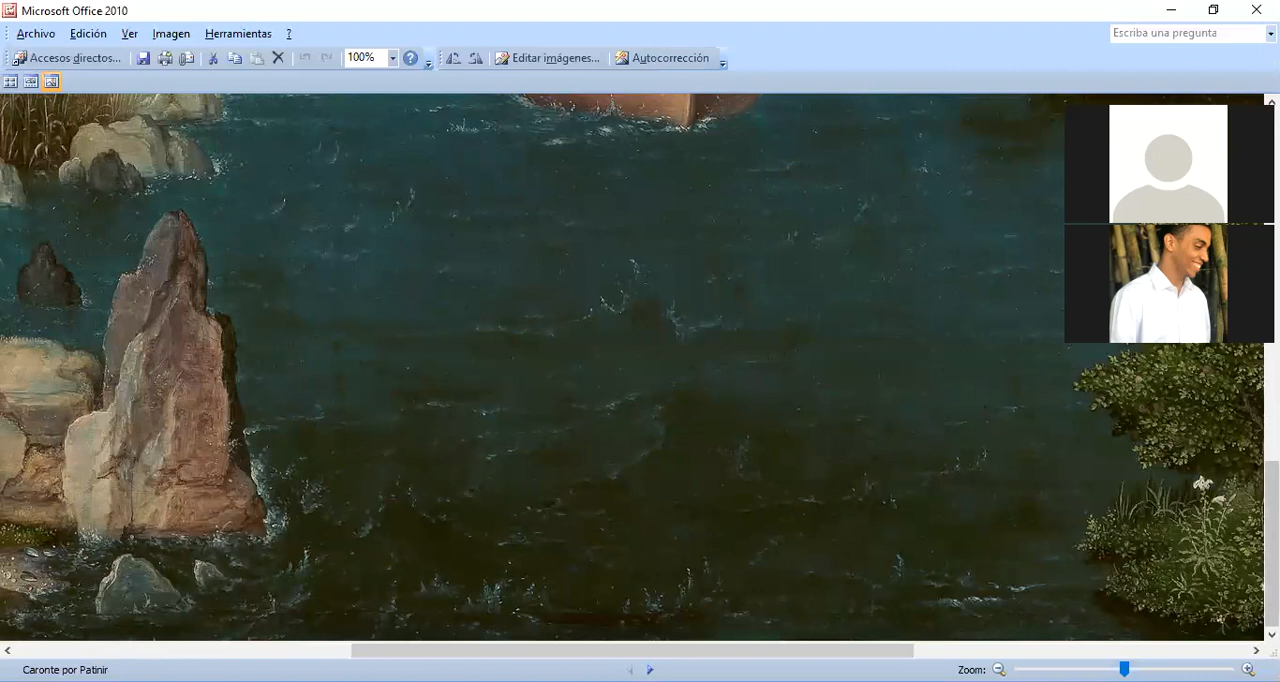 Microsoft Office 2010
Archivo Edición Ver Imagen Herramientas ?
Escriba una pregunta
Accesos directos... 100% Editar imágenes... Autocorrección
Caronte por Patinir
Zoom: